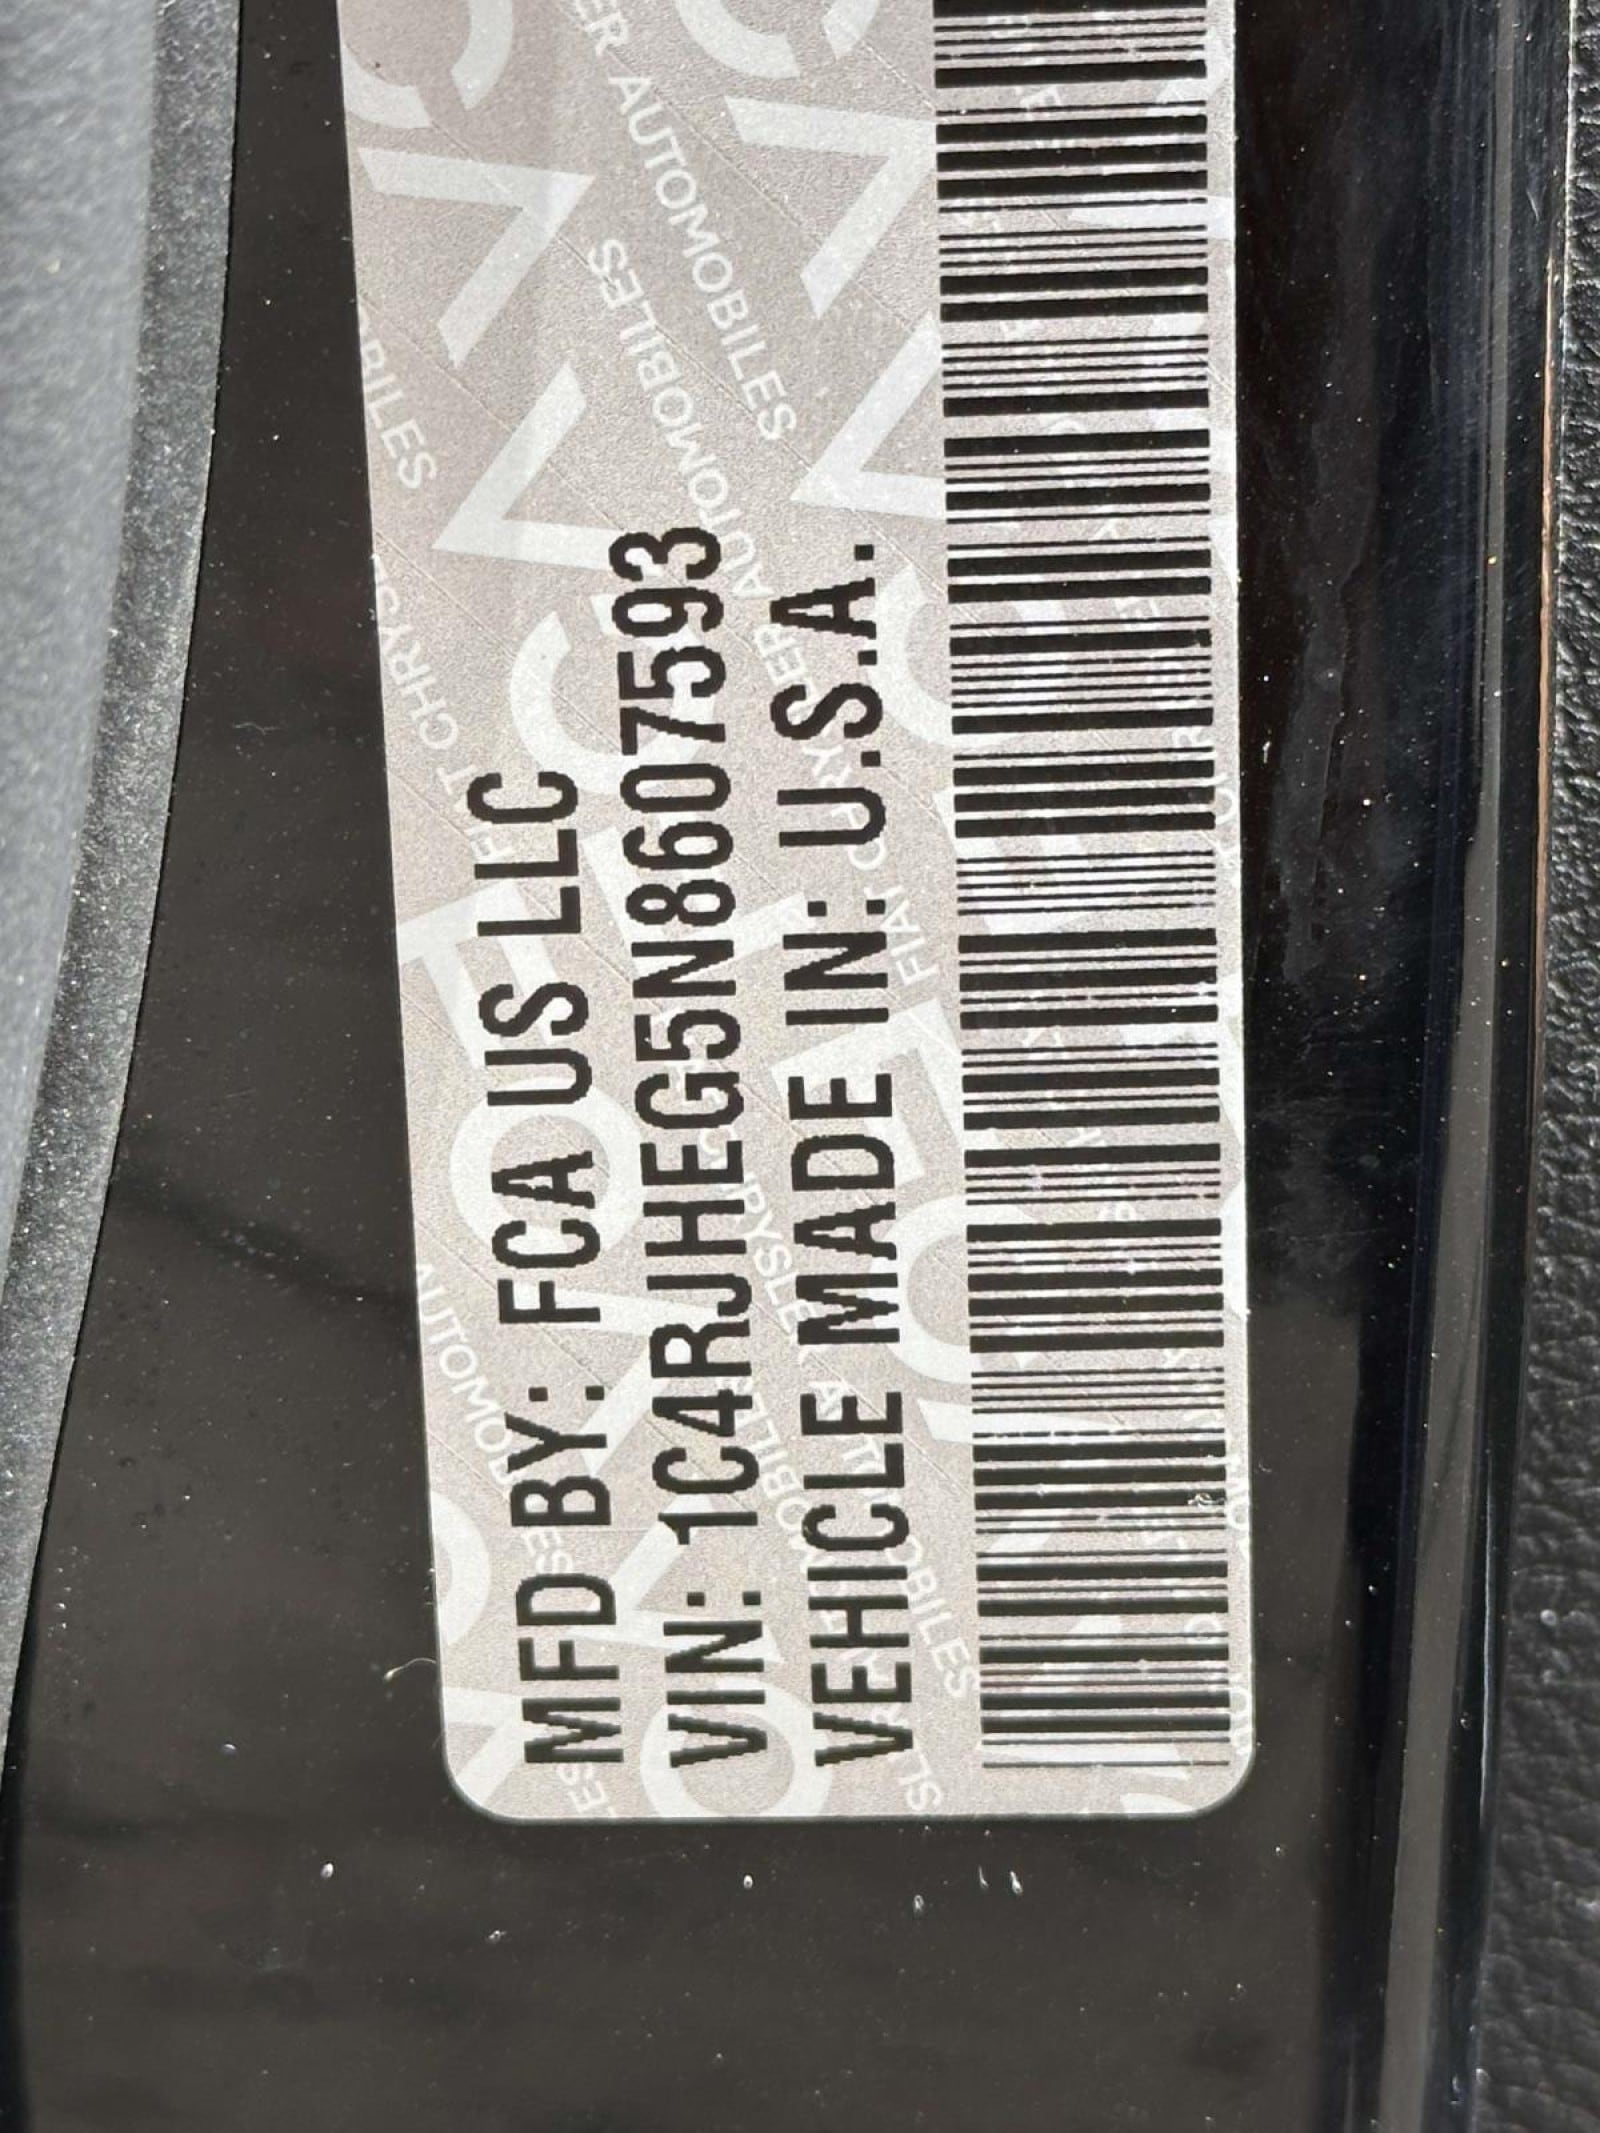 MFD BY: FCA US LLC
VIN: 1C4RJHEG5N8607593
VEHICLE MADE IN: U.S.A.